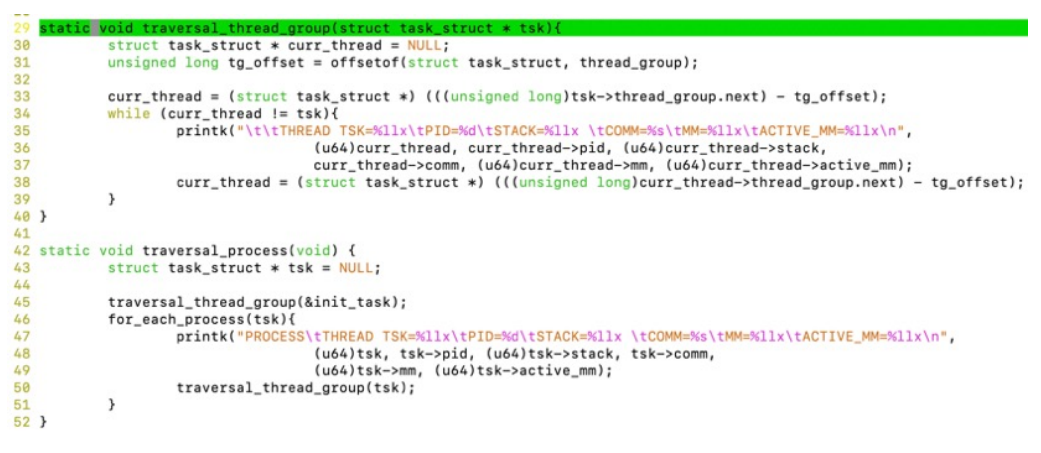 29 static void traversal_thread_group(struct task_struct * tsk){
30         struct task_struct * curr_thread = NULL;
31         unsigned long tg_offset = offsetof(struct task_struct, thread_group);
32
33         curr_thread = (struct task_struct *) (((unsigned long)tsk->thread_group.next) - tg_offset);
34         while (curr_thread != tsk){
35                 printk("\t\tTHREAD TSK=%llx\tPID=%d\tSTACK=%llx \tCOMM=%s\tMM=%llx\tACTIVE_MM=%llx\n",
36                                 (u64)curr_thread, curr_thread->pid, (u64)curr_thread->stack,
37                                 curr_thread->comm, (u64)curr_thread->mm, (u64)curr_thread->active_mm);
38                 curr_thread = (struct task_struct *) (((unsigned long)curr_thread->thread_group.next) - tg_offset);
39         }
40 }
41
42 static void traversal_process(void) {
43         struct task_struct * tsk = NULL;
44
45         traversal_thread_group(&init_task);
46         for_each_process(tsk){
47                 printk("PROCESS\tTHREAD TSK=%llx\tPID=%d\tSTACK=%llx \tCOMM=%s\tMM=%llx\tACTIVE_MM=%llx\n",
48                                 (u64)tsk, tsk->pid, (u64)tsk->stack, tsk->comm,
49                                 (u64)tsk->mm, (u64)tsk->active_mm);
50                 traversal_thread_group(tsk);
51         }
52 }